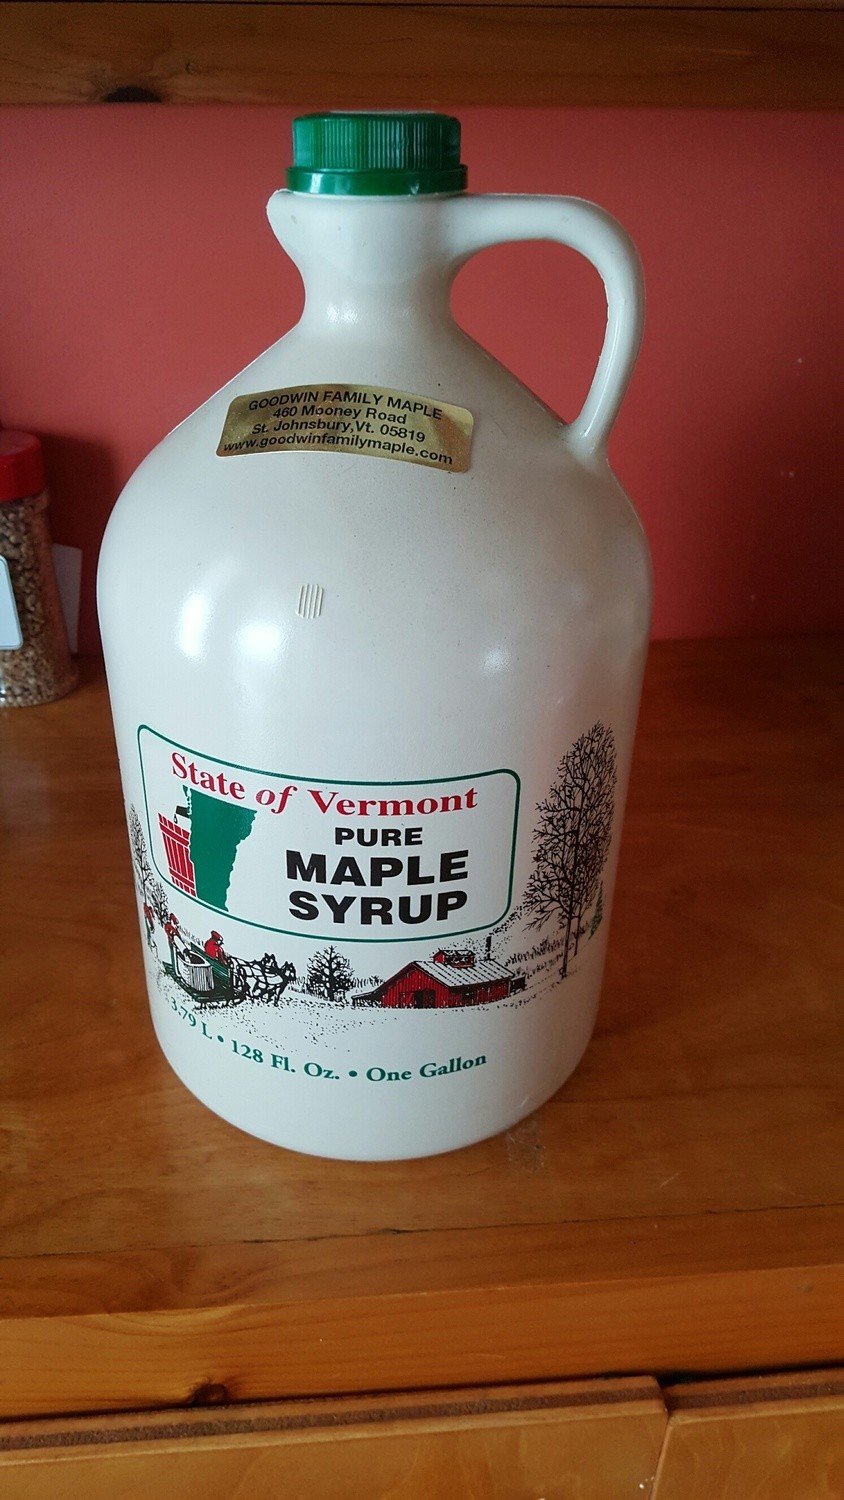 GOODWIN FAMILY MAPLE
460 Mooney Road
St. Johnsbury,Vt. 05819
www.goodwinfamilymaple.com
State of Vermont
PURE
MAPLE
SYRUP
3.79 L • 128 Fl. Oz. • One Gallon